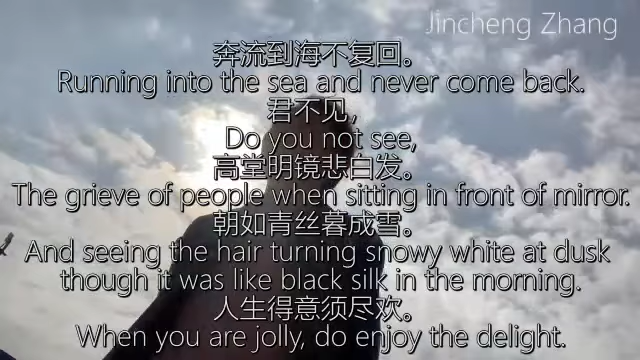 Jincheng Zhang
奔流到海不复回。
Running into the sea and never come back.
君不见，
Do you not see,
高堂明镜悲白发。
The grieve of people when sitting in front of mirror.
朝如青丝暮成雪。
And seeing the hair turning snowy white at dusk
though it was like black silk in the morning.
人生得意须尽欢。
When you are jolly, do enjoy the delight.